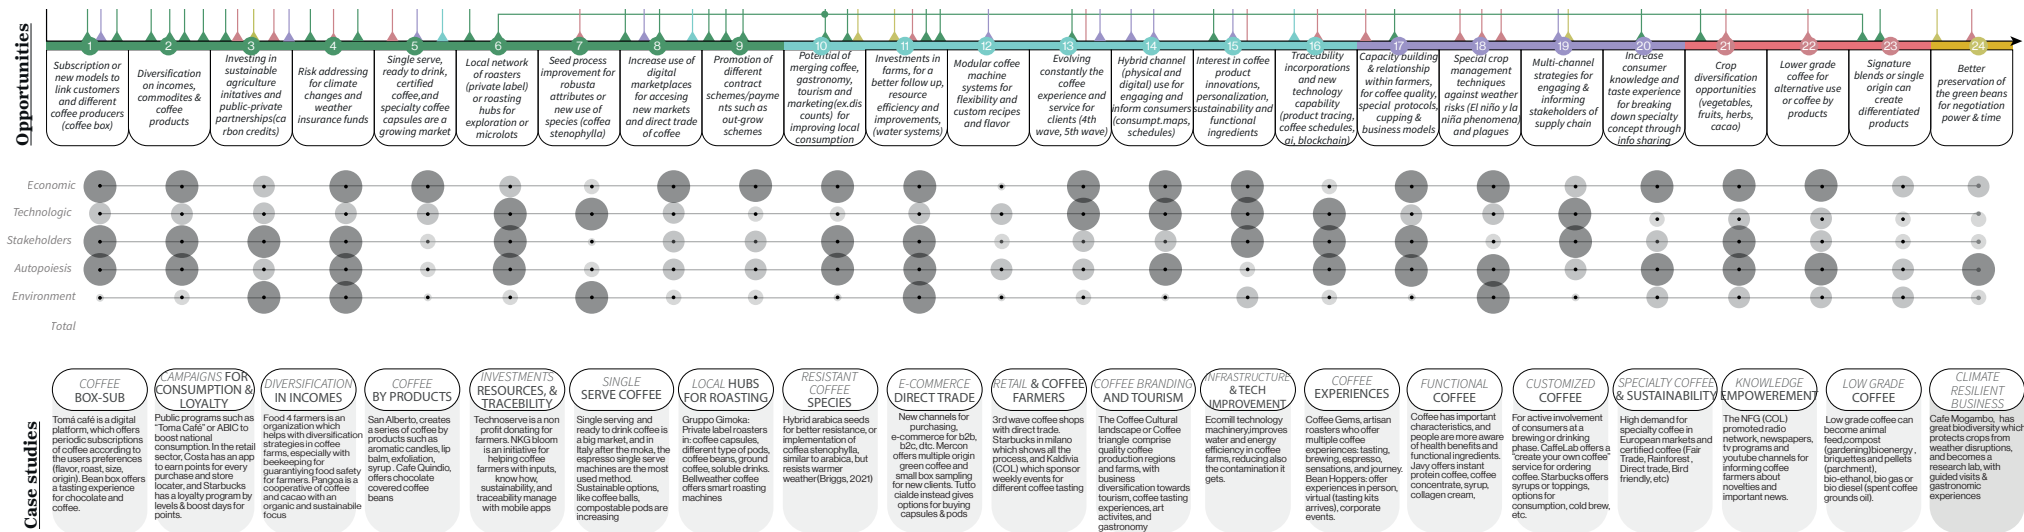 Opportunities
1
2
3
4
5
6
7
8
9
10
11
12
13
14
15
16
17
18
19
20
21
22
23
24
Subscription or
new models to
link customers
and different
coffee producers
(coffee box)
Diversification
on incomes,
commodites &
coffee
products
Investing in
sustainable
agriculture
initatives and
public-private
partnerships(ca
rbon credits)
Risk addressing
for climate
changes and
weather
insurance funds
Single serve,
ready to drink,
certified
coffee,and
specialty coffee
capsules are a
growing market
Local network
of roasters
(private label)
or roasting
hubs for
exploration or
microlots
Seed process
improvement for
robusta
attributes or
new use of
species (coffea
stenophylla)
Increase use of
digital
marketplaces
for accesing
new markets
and direct trade
of coffee
Promotion of
different
contract
schemes/payme
nts such as
out-grow
schemes
Potential of
merging coffee,
gastronomy,
tourism and
marketing(ex.dis
counts) for
improving local
consumption
Investments in
farms, for a
better follow up,
resource
efficiency and
improvements,
(water systems)
Modular coffee
machine
systems for
flexibility and
custom recipes
and flavor
Evolving
constantly the
coffee
experience and
service for
clients (4th
wave, 5th wave)
Hybrid channel
(physical and
digital) use for
engaging and
inform consumers
(consumpt.maps,
schedules)
Interest in coffee
product
innovations,
personalization,
sustainability and
functional
ingredients
Traceability
incorporations
and new
technology
capability
(product tracing,
coffee schedules,
ai, blockchain)
Capacity building
& relationship
within farmers,
for coffee quality,
special protocols,
cupping &
business models
Special crop
management
techniques
against weather
risks (El niño y la
niña phenomena)
and plagues
Multi-channel
strategies for
engaging &
informing
stakeholders of
supply chain
Increase
consumer
knowledge and
taste experience
for breaking
down specialty
concept through
info sharing
Crop
diversification
opportunities
(vegetables,
fruits, herbs,
cacao)
Lower grade
coffee for
alternative use
or coffee by
products
Signature
blends or single
origin can
create
differentiated
products
Better
preservation of
the green beans
for negotiation
power & time
Economic
Technologic
Stakeholders
Autopoiesis
Environment
Total
Case studies
COFFEE
BOX-SUB
Tomá café is a digital
platform, which offers
periodic subscriptions
of coffee according to
the users preferences
(flavor, roast, size,
origin). Bean box offers
a tasting experience
for chocolate and
coffee.
CAMPAIGNS FOR
CONSUMPTION &
LOYALTY
Public programs such as
"Toma Café" or ABIC to
boost national
consumption. In the retail
sector, Costa has an app
to earn points for every
purchase and store
locater, and Starbucks
has a loyalty program by
levels & boost days for
points.
DIVERSIFICATION
IN INCOMES
Food 4 farmers is an
organization which
helps with diversification
strategies in coffee
farms, especially with
beekeeping for
guarantiyng food safety
for farmers. Pangoa is a
cooperative of coffee
and cacao with an
organic and sustainable
focus
COFFEE
BY PRODUCTS
San Alberto, creates
a series of coffee by
products such as
aromatic candles, lip
balm, exfoliation,
syrup . Cafe Quindio,
offers chocolate
covered coffee
beans
INVESTMENTS
RESOURCES, &
TRACEBILITY
Technoserve is a non
profit donating for
farmers. NKG bloom
is an initiative for
helping coffee
farmers with inputs,
know how,
sustainability, and
traceability manage
with mobile apps
SINGLE
SERVE COFFEE
Single serving and
ready to drink coffee is
a big market, and in
Italy after the moka, the
espresso single serve
machines are the most
used method.
Sustainable options,
like coffee balls,
compostable pods are
increasing
LOCAL HUBS
FOR ROASTING
Gruppo Gimoka:
Private label roasters
in: coffee capsules,
different type of pods,
coffee beans, ground
coffee, soluble drinks.
Bellweather coffee
offers smart roasting
machines
RESISTANT
COFFEE
SPECIES
Hybrid arabica seeds
for better resistance, or
implementation of
coffea stenophylla,
similar to arabica, but
resists warmer
weather(Briggs, 2021)
E-COMMERCE
DIRECT TRADE
New channels for
purchasing,
e-commerce for b2b,
b2c, dtc. Mercon
offers multiple origin
green coffee and
small box sampling
for new clients. Tutto
cialde instead gives
options for buying
capsules & pods
RETAIL & COFFEE
FARMERS
3rd wave coffee shops
with direct trade.
Starbucks in milano
which shows all the
process, and Kaldivia
(COL) which sponsor
weekly events for
different coffee tasting
COFFEE BRANDING
AND TOURISM
The Coffee Cultural
landscape or Coffee
triangle comprise
quality coffee
production regions
and farms, with
business
diversification towards
tourism, coffee tasting
experiences, art
activites, and
gastronomy
INFRASTRUCTURE
& TECH
IMPROVEMENT
Ecomill technology
machinery,improves
water and energy
efficiency in coffee
farms, reducing also
the contamination it
gets.
COFFEE
EXPERIENCES
Coffee Gems, artisan
roasters who offer
multiple coffee
experiences: tasting,
brewing, espresso,
sensations, and journey.
Bean Hoppers: offer
experiences in person,
virtual (tasting kits
arrives), corporate
events.
FUNCTIONAL
COFFEE
Coffee has important
characteristics, and
people are more aware
of health benefits and
functional ingredients.
Javy offers instant
protein coffee, coffee
concentrate, syrup,
collagen cream,
CUSTOMIZED
COFFEE
For active involvement
of consumers at a
brewing or drinking
phase. CaffeLab offers a
"create your own coffee"
service for ordering
coffee. Starbucks offers
syrups or toppings,
options for
consumption, cold brew,
etc.
SPECIALTY COFFEE
& SUSTAINABILITY
High demand for
specialty coffee in
European markets and
certified coffee (Fair
Trade, Rainforest ,
Direct trade, Bird
friendly, etc)
KNOWLEDGE
EMPOWEREMENT
The NFG (COL)
promoted radio
network, newspapers,
tv programs and
youtube channels for
informing coffee
farmers about
novelties and
important news.
LOW GRADE
COFFEE
Low grade coffee can
become animal
feed,compost
(gardening)bioenergy ,
briquettes and pellets
(parchment),
bio-ethanol, bio gas or
bio diesel (spent coffee
grounds oil).
CLIMATE
RESILIENT
BUSINESS
Cafe Mogambo, has
great biodiversity which
protects crops from
weather disruptions,
and becomes a
research lab, with
guided visits &
gastronomic
experiences